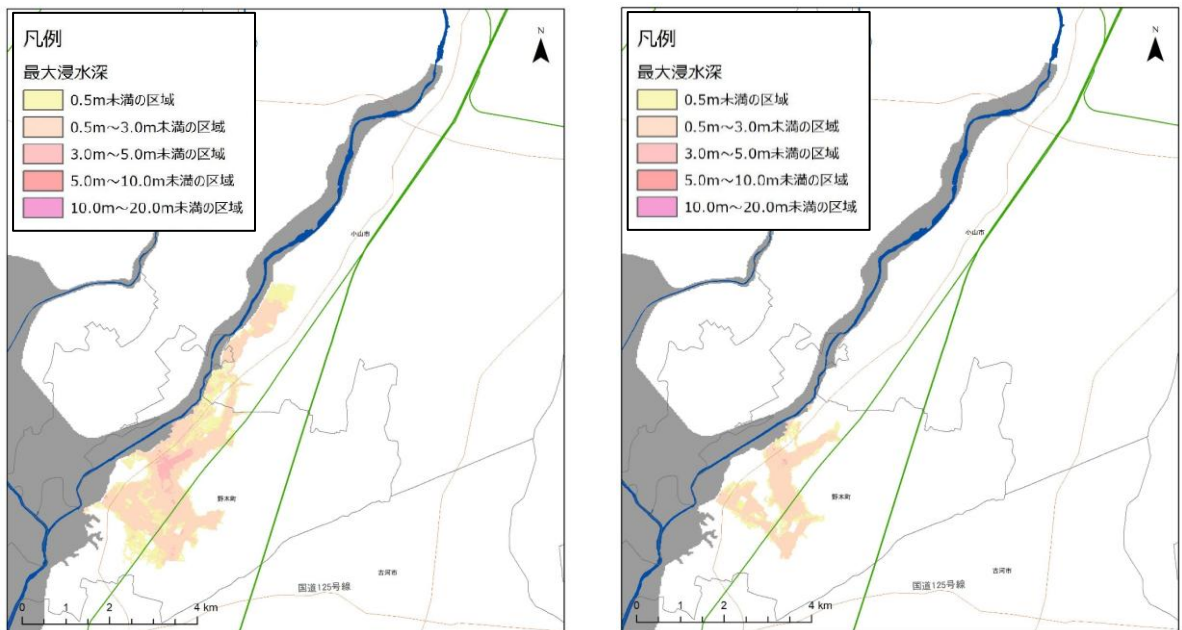 凡例
最大浸水深
0.5m未満の区域
0.5m～3.0m未満の区域
3.0m～5.0m未満の区域
5.0m～10.0m未満の区域
10.0m～20.0m未満の区域
N
小山市
野木町
古河市
国道125号線
0 1 2 4 km
凡例
最大浸水深
0.5m未満の区域
0.5m～3.0m未満の区域
3.0m～5.0m未満の区域
5.0m～10.0m未満の区域
10.0m～20.0m未満の区域
N
小山市
野木町
古河市
国道125号線
0 1 2 4 km